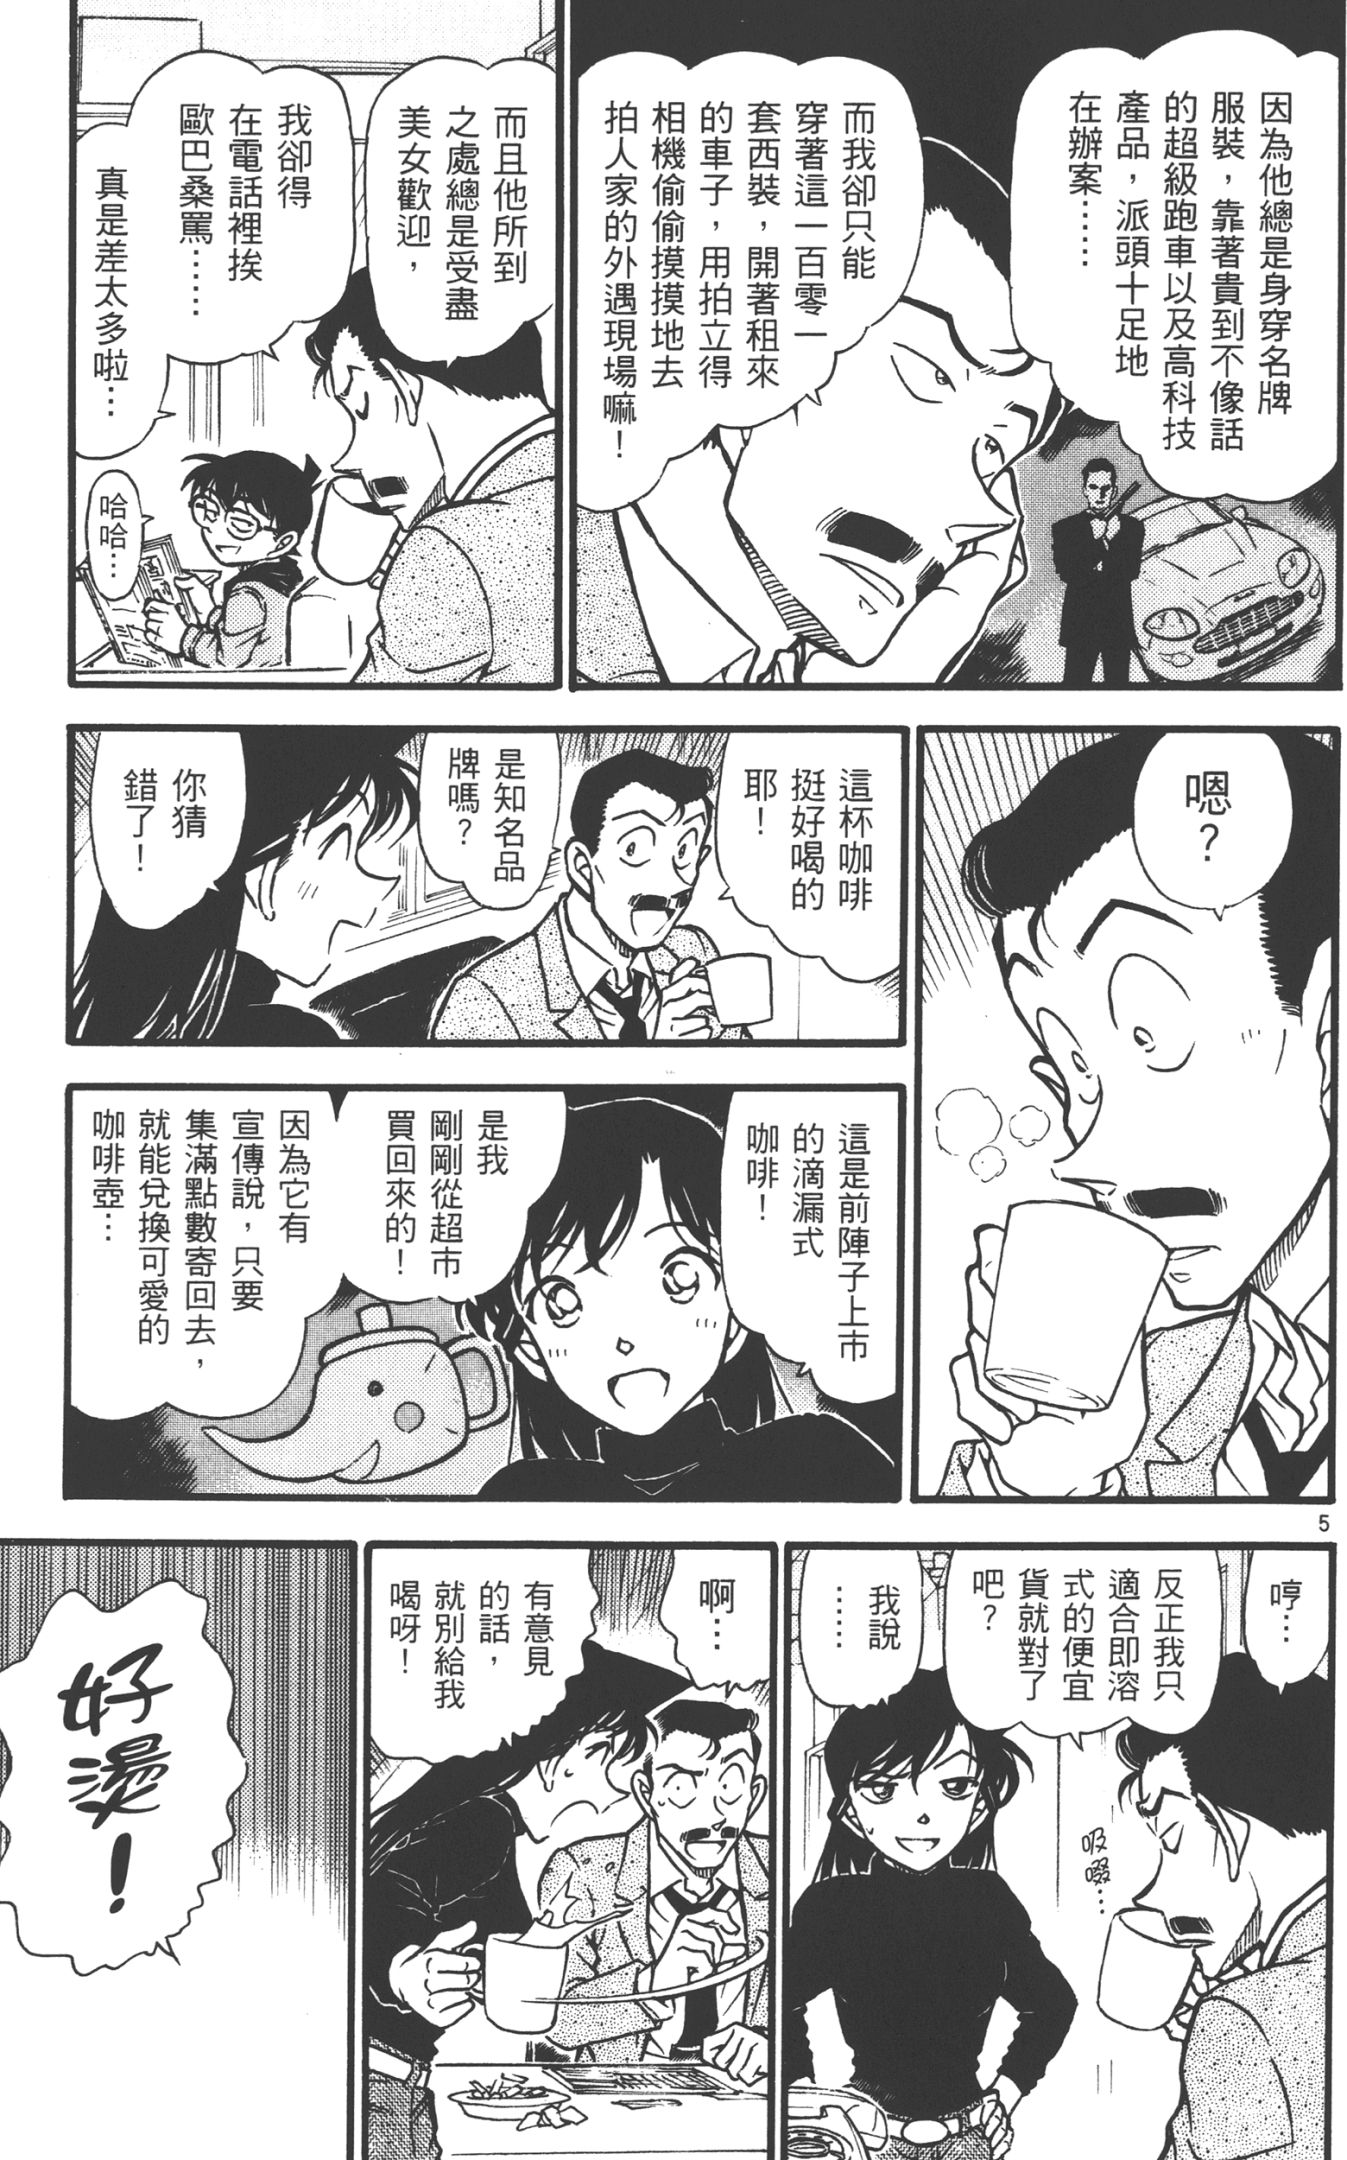 因為他總是身穿名牌
服裝，靠著貴到不像話
的超級跑車以及高科技
產品，派頭十足地
在辦案……
而我卻只能
穿著這一百零一
套西裝，開著租來
的車子，用拍立得
相機偷偷摸摸地去
拍人家的外遇現場嘛！
而且他所到
之處總是受盡
美女歡迎，
我卻得
在電話裡挨
歐巴桑罵……
真是差太多啦…
哈哈…
嗯？
這杯咖啡
挺好喝的
耶！
是知名品
牌嗎？
你猜
錯了！
這是前陣子上市
的滴漏式
咖啡！
是我
剛剛從超市
買回來的！
因為它有
宣傳說，只要
集滿點數寄回去，
就能兌換可愛的
咖啡壺…
5
哼…
反正我只
適合即溶
式的便宜
貨就對了
吧？
吸啜…
我說
……
啊…
有意見
的話，
就別給我
喝呀！
好燙！